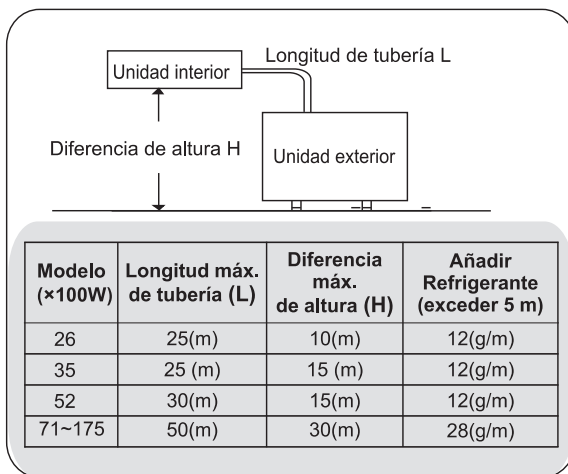 Longitud de tubería L
Unidad interior
Diferencia de altura H
Unidad exterior
Modelo (×100W) Longitud máx. de tubería (L) Diferencia máx. de altura (H) Añadir Refrigerante (exceder 5 m)
26 25(m) 10(m) 12(g/m)
35 25 (m) 15 (m) 12(g/m)
52 30(m) 15(m) 12(g/m)
71~175 50(m) 30(m) 28(g/m)